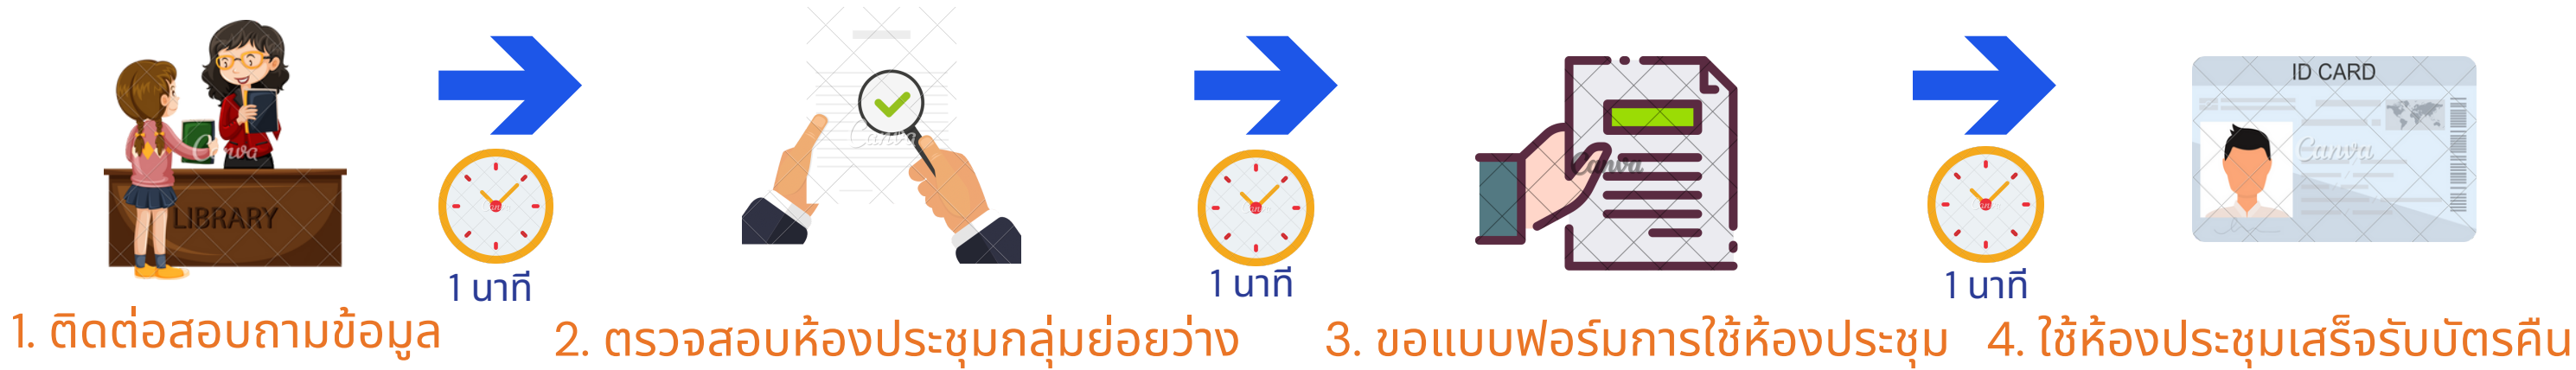 LIBRARY
Canva
1 นาที
Canva
1 นาที
Canva
1 นาที
ID CARD
Canva
1. ติดต่อสอบถามข้อมูล
2. ตรวจสอบห้องประชุมกลุ่มย่อยว่าง
3. ขอแบบฟอร์มการใช้ห้องประชุม
4. ใช้ห้องประชุมเสร็จรับบัตรคืน